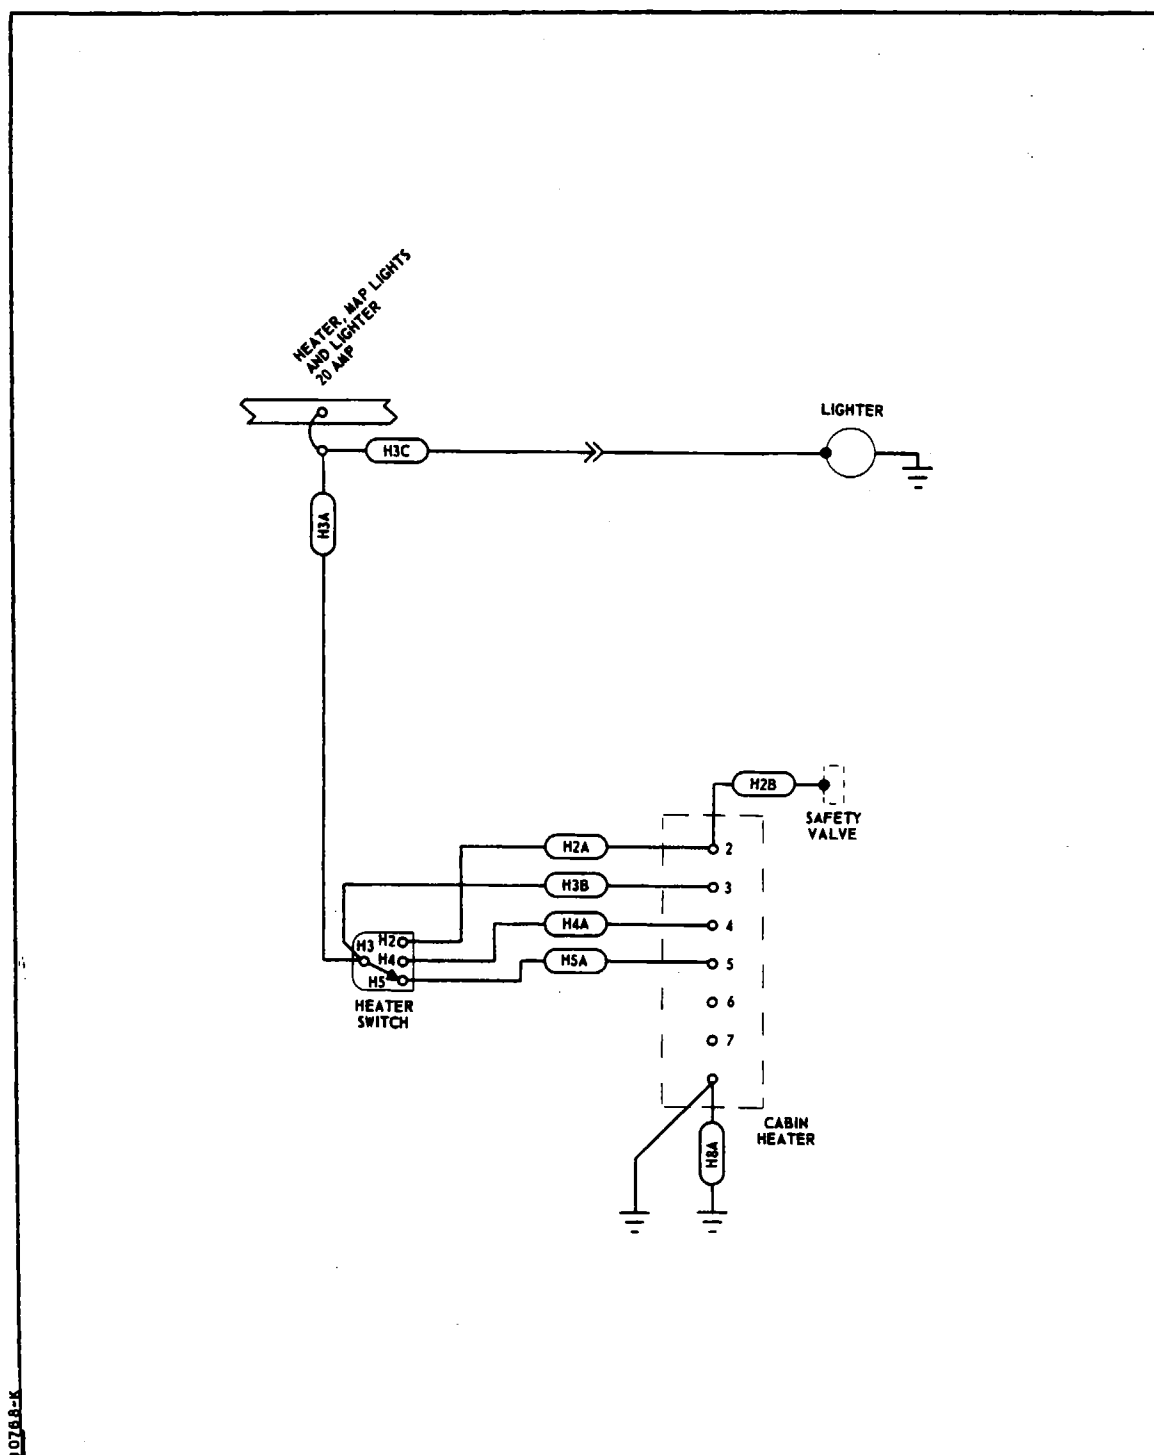 HEATER, MAP LIGHTS
AND LIGHTER
20 AMP
LIGHTER
H3C
H3A
H2B
SAFETY
VALVE
H2A
2
H3B
3
H4A
4
H3
H2
H4
H5
H5A
5
HEATER
SWITCH
6
7
CABIN
HEATER
H8A